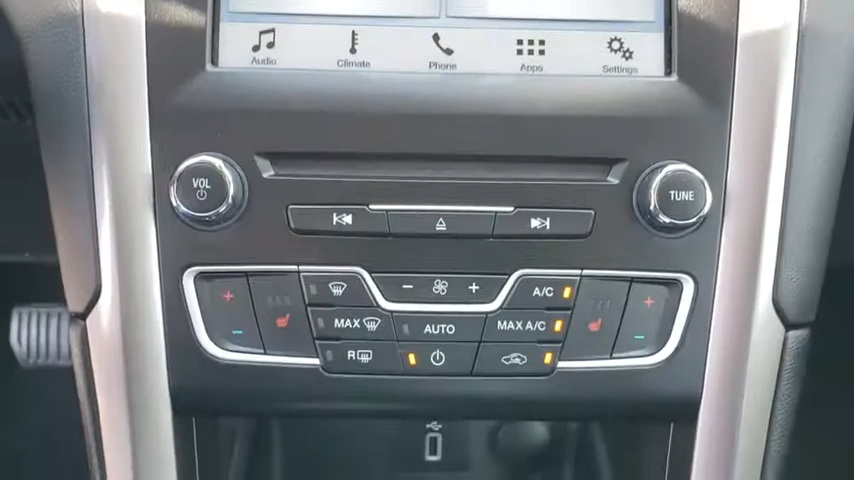 Audio Climate Phone Apps Settings
VOL
TUNE
A/C
MAX AUTO MAX A/C
R